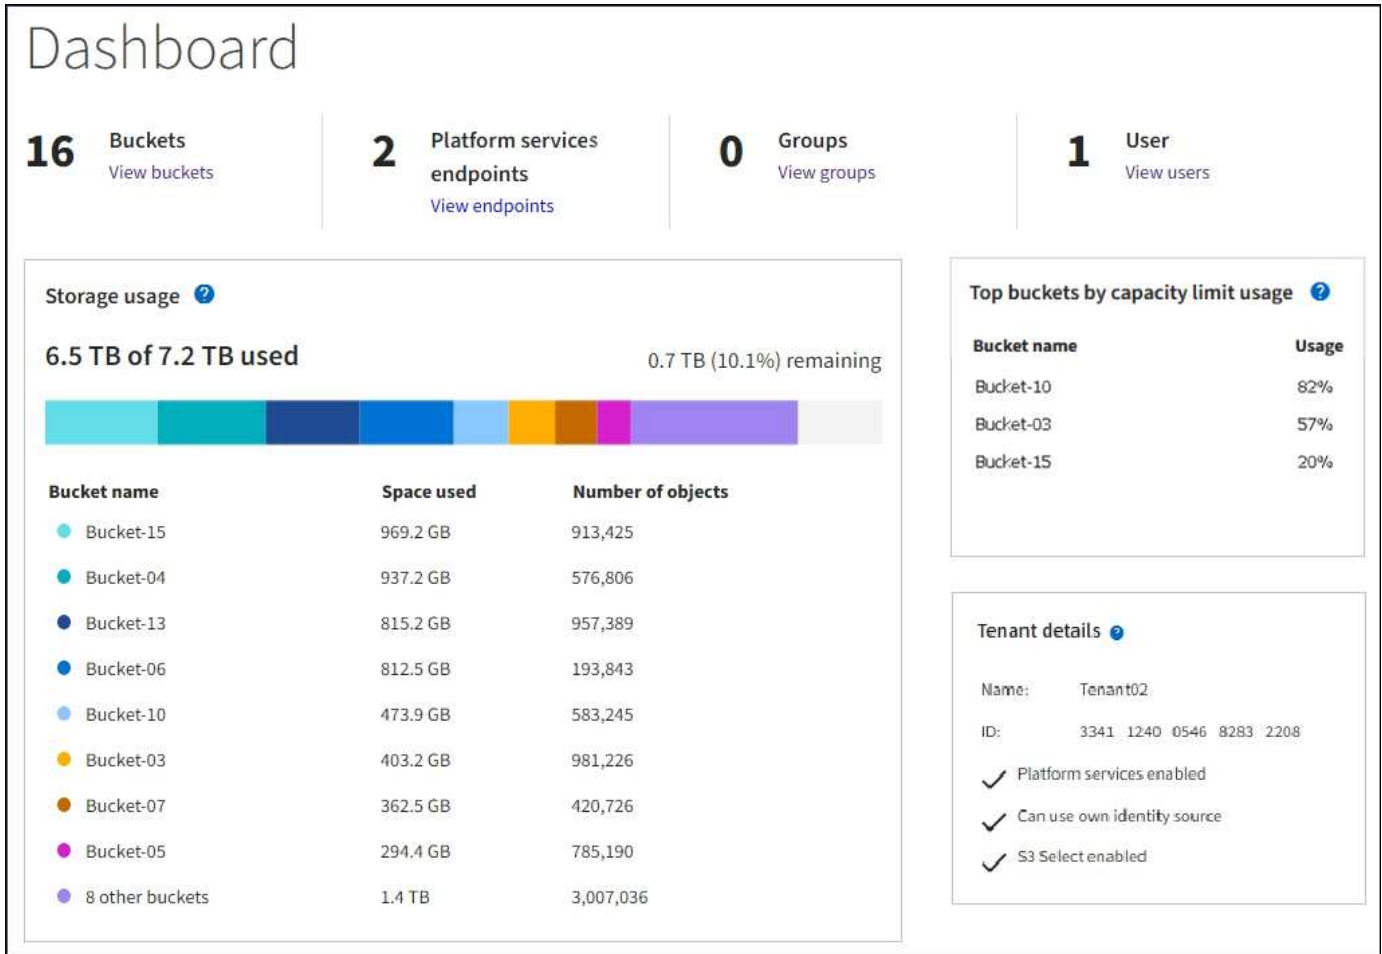 Dashboard
16 Buckets
View buckets
2 Platform services
endpoints
View endpoints
0 Groups
View groups
1 User
View users
Storage usage ?
6.5 TB of 7.2 TB used 0.7 TB (10.1%) remaining
Bucket name Space used Number of objects
Bucket-15 969.2 GB 913,425
Bucket-04 937.2 GB 576,806
Bucket-13 815.2 GB 957,389
Bucket-06 812.5 GB 193,843
Bucket-10 473.9 GB 583,245
Bucket-03 403.2 GB 981,226
Bucket-07 362.5 GB 420,726
Bucket-05 294.4 GB 785,190
8 other buckets 1.4 TB 3,007,036
Top buckets by capacity limit usage ?
Bucket name Usage
Bucket-10 82%
Bucket-03 57%
Bucket-15 20%
Tenant details ?
Name: Tenant02
ID: 3341 1240 0546 8283 2208
Platform services enabled
Can use own identity source
S3 Select enabled